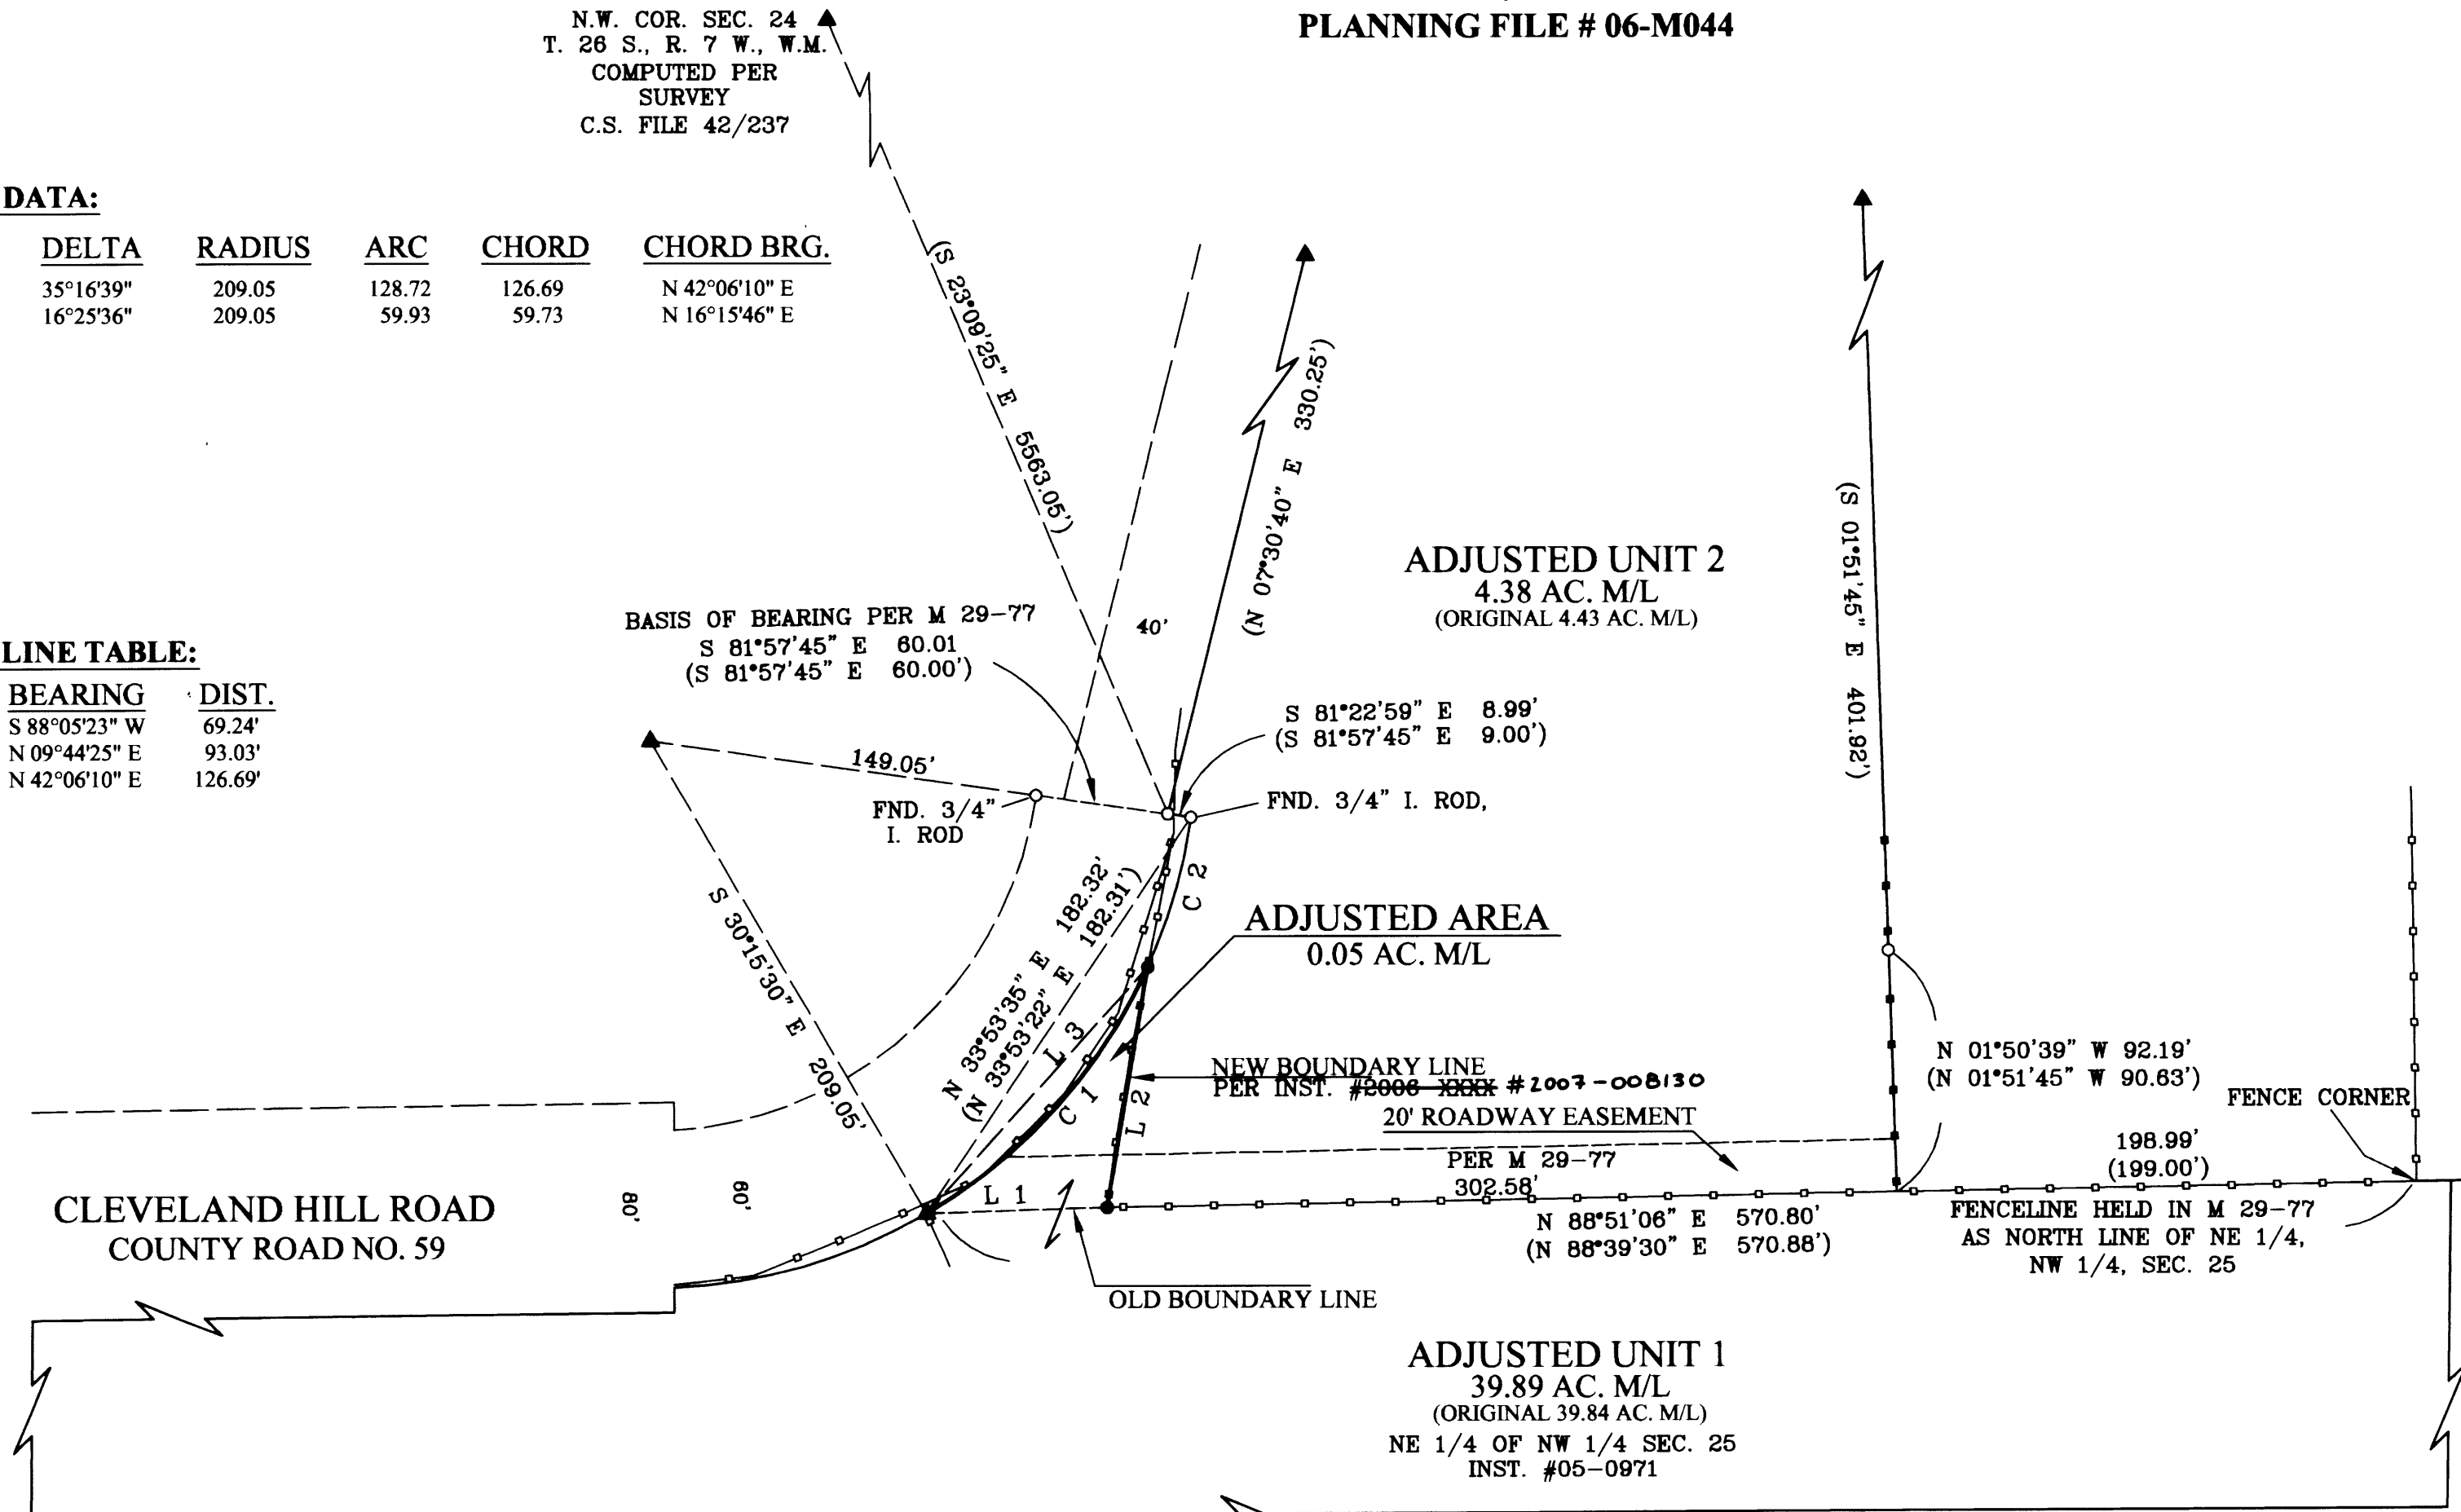 PLANNING FILE # 06-M044
N.W. COR. SEC. 24
T. 26 S., R. 7 W., W.M.
COMPUTED PER
SURVEY
C.S. FILE 42/237
DATA:
DELTA RADIUS ARC CHORD CHORD BRG.
35°16'39" 209.05 128.72 126.69 N 42°06'10" E
16°25'36" 209.05 59.93 59.73 N 16°15'46" E
(S 23°09'25" E 5563.05')
(N 07°30'40" E 330.25')
(S 01°51'45" E 401.92')
ADJUSTED UNIT 2
4.38 AC. M/L
(ORIGINAL 4.43 AC. M/L)
BASIS OF BEARING PER M 29-77
S 81°57'45" E 60.01
(S 81°57'45" E 60.00')
40'
LINE TABLE:
BEARING DIST.
S 88°05'23" W 69.24'
N 09°44'25" E 93.03'
N 42°06'10" E 126.69'
S 81°22'59" E 8.99'
(S 81°57'45" E 9.00')
149.05'
FND. 3/4"
I. ROD
FND. 3/4" I. ROD,
S 30°15'30" E 209.05'
N 33°53'35" E 182.32'
(N 33°53'22" E 182.31')
C 2
L 3
C 1
L 2
L 1
ADJUSTED AREA
0.05 AC. M/L
NEW BOUNDARY LINE
PER INST. #2006-XXXX #2007-008130
20' ROADWAY EASEMENT
PER M 29-77
302.58'
N 01°50'39" W 92.19'
(N 01°51'45" W 90.63')
FENCE CORNER
198.99'
(199.00')
CLEVELAND HILL ROAD
COUNTY ROAD NO. 59
80'
60'
N 88°51'06" E 570.80'
(N 88°39'30" E 570.88')
FENCELINE HELD IN M 29-77
AS NORTH LINE OF NE 1/4,
NW 1/4, SEC. 25
OLD BOUNDARY LINE
ADJUSTED UNIT 1
39.89 AC. M/L
(ORIGINAL 39.84 AC. M/L)
NE 1/4 OF NW 1/4 SEC. 25
INST. #05-0971